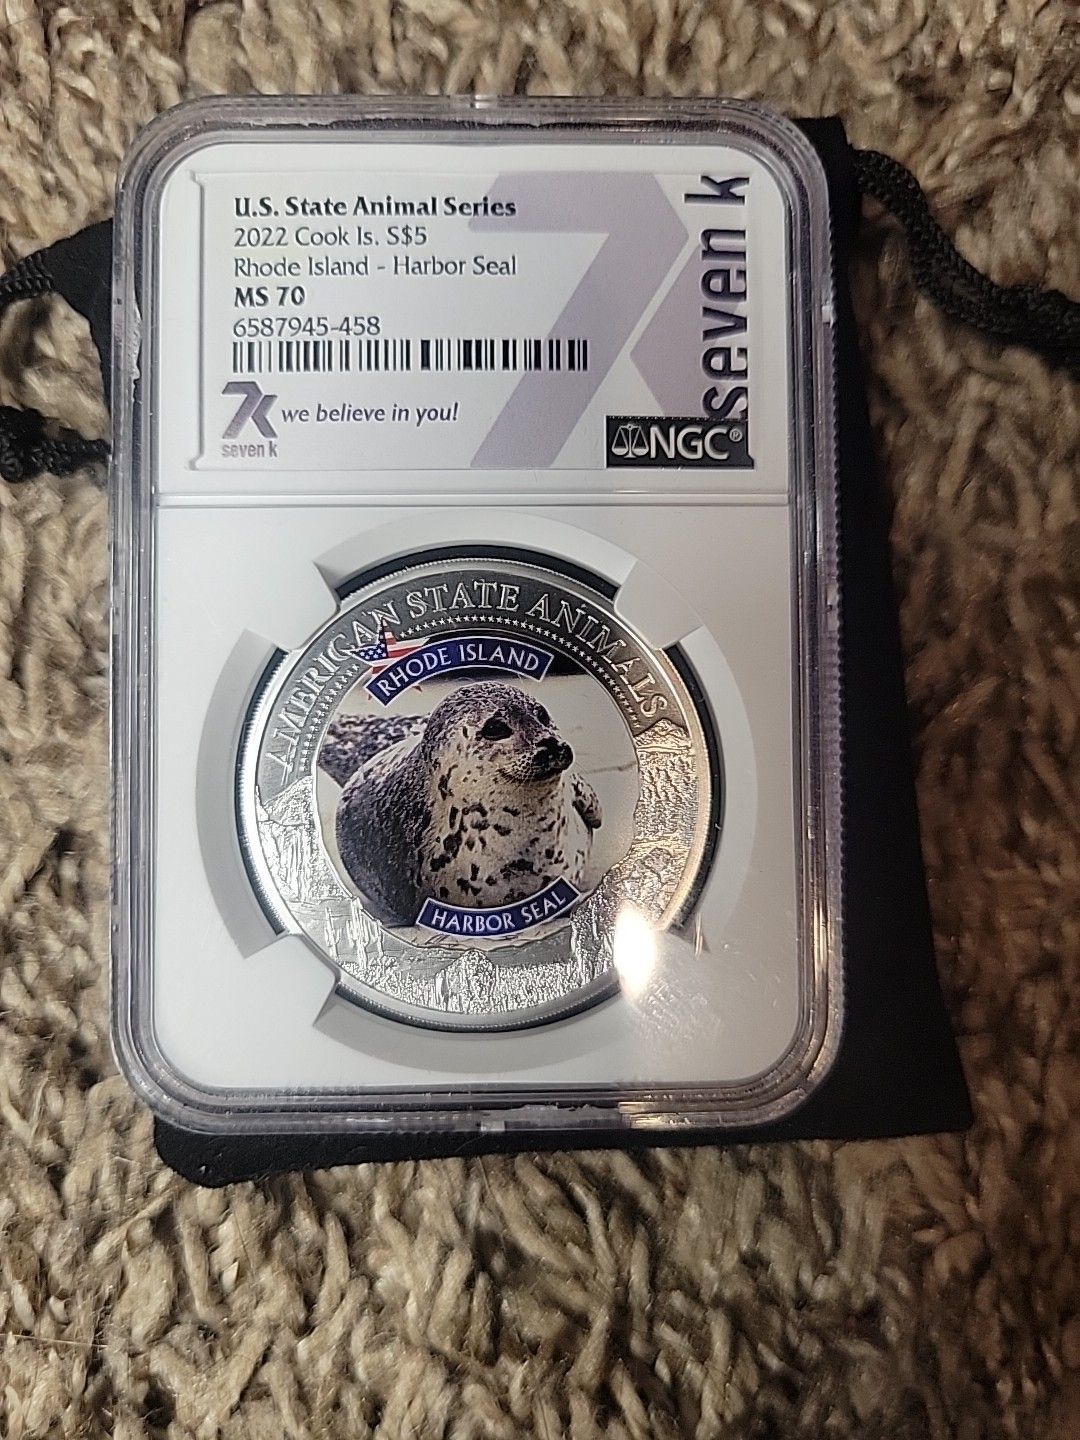 U.S. State Animal Series
2022 Cook Is. S$5
Rhode Island - Harbor Seal
MS 70
6587945-458
7K
seven k
we believe in you!
seven k
NGC®
AMERICAN STATE ANIMALS
RHODE ISLAND
HARBOR SEAL